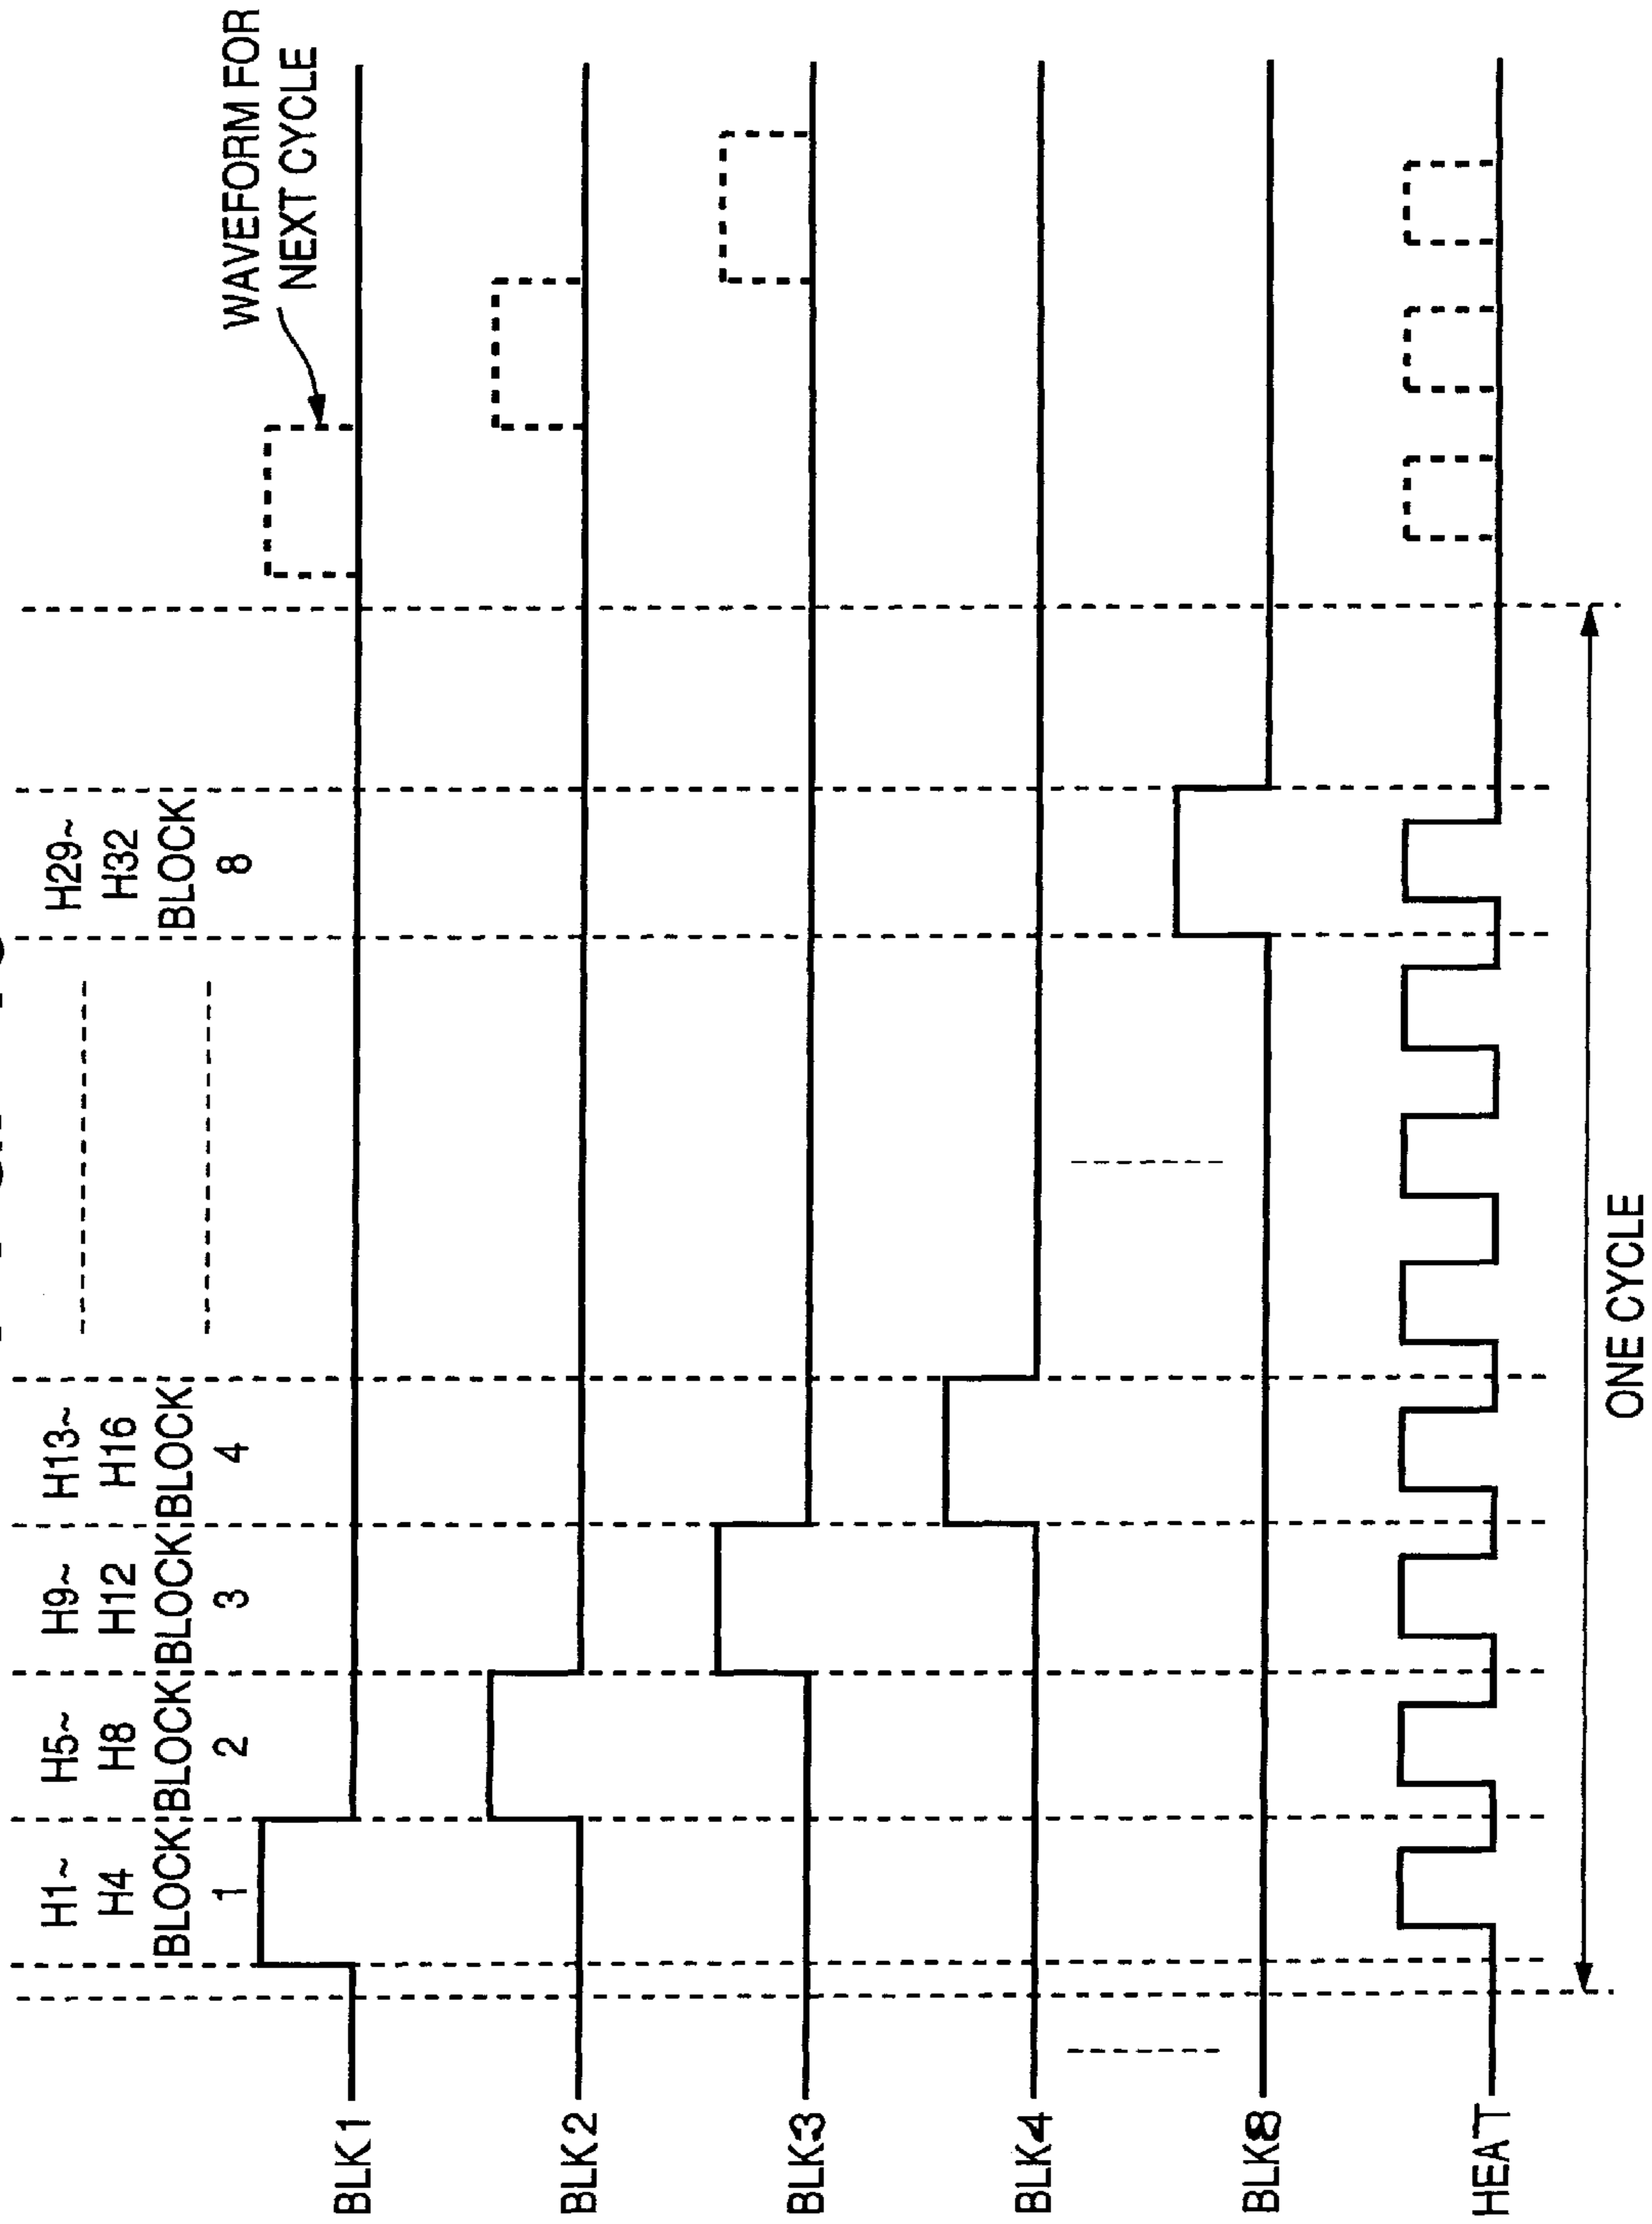 H1~
H4
BLOCK
1
H5~
H8
BLOCK
2
H9~
H12
BLOCK
3
H13~
H16
BLOCK
4
H29~
H32
BLOCK
8
WAVEFORM FOR
NEXT CYCLE
BLK1
BLK2
BLK3
BLK4
BLK8
HEAT
ONE CYCLE